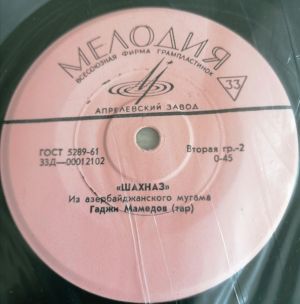 МЕЛОДИЯ
ВСЕСОЮЗНАЯ ФИРМА ГРАМПЛАСТИНОК
33
АПРЕЛЕВСКИЙ ЗАВОД
ГОСТ 5289-61
33Д—00012102
Вторая гр.-2
0-45
«ШАХНАЗ»
Из азербайджанского мугама
Гаджи Мамедов (тар)